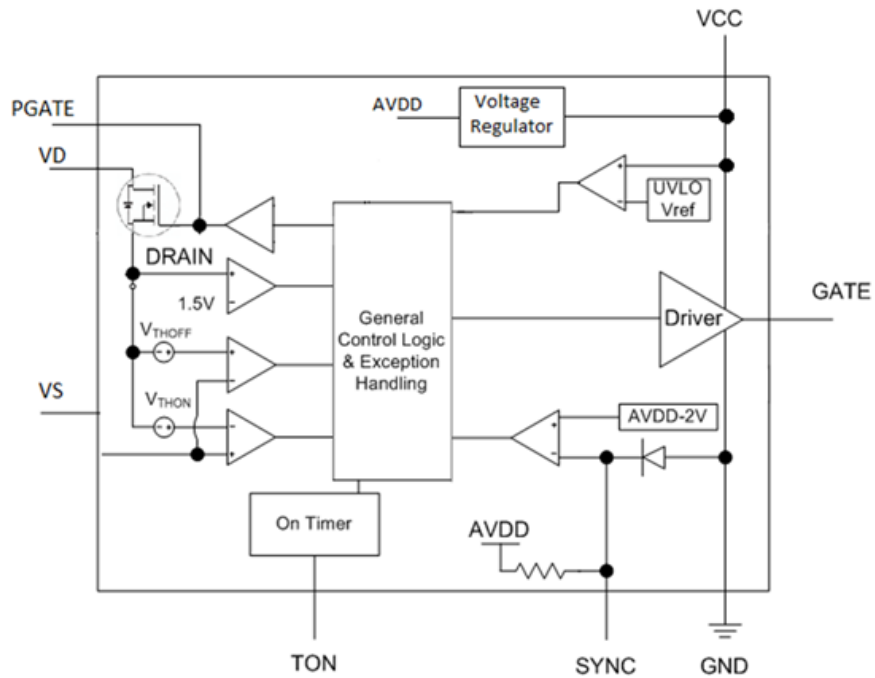 VCC
PGATE
AVDD
Voltage
Regulator
VD
UVLO
Vref
+
-
DRAIN
+
1.5V
-
General
Control Logic
& Exception
Handling
Driver
GATE
VTHOFF
- +
+
-
VS
VTHON
- +
-
+
AVDD-2V
+
-
On Timer
AVDD
TON
SYNC
GND